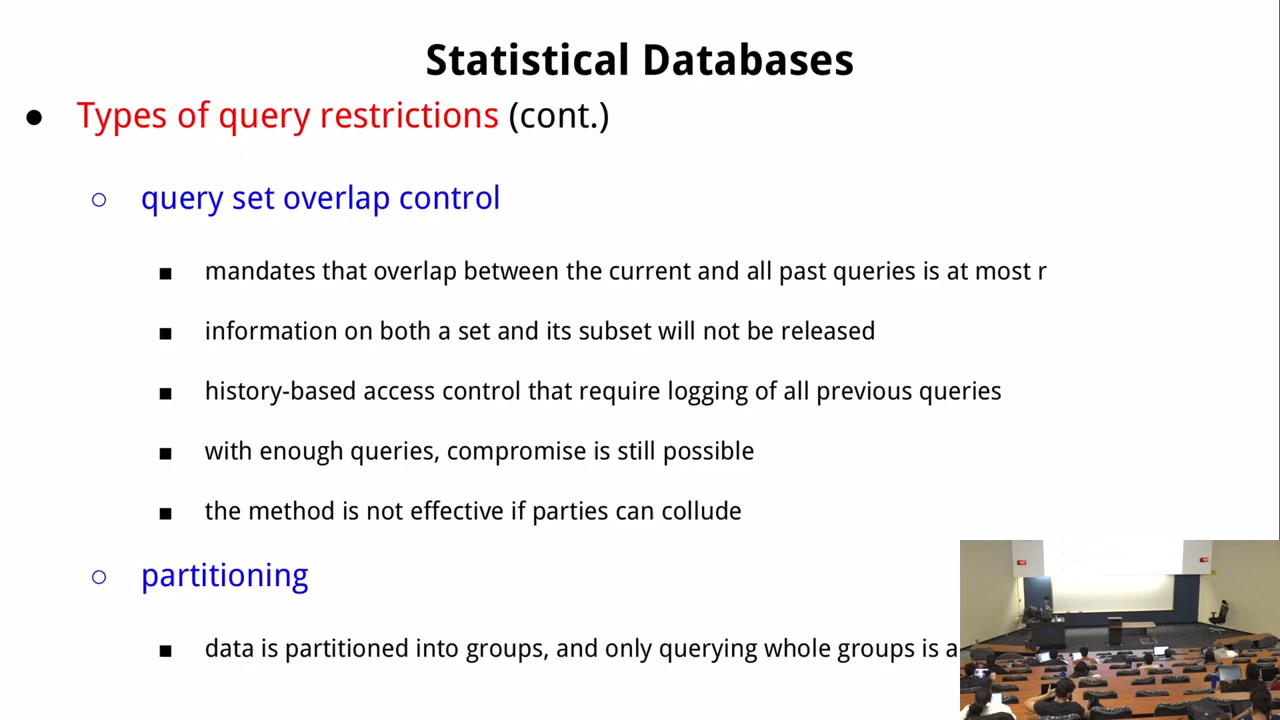 Statistical Databases
● Types of query restrictions (cont.)
○ query set overlap control
■ mandates that overlap between the current and all past queries is at most r
■ information on both a set and its subset will not be released
■ history-based access control that require logging of all previous queries
■ with enough queries, compromise is still possible
■ the method is not effective if parties can collude
○ partitioning
■ data is partitioned into groups, and only querying whole groups is a